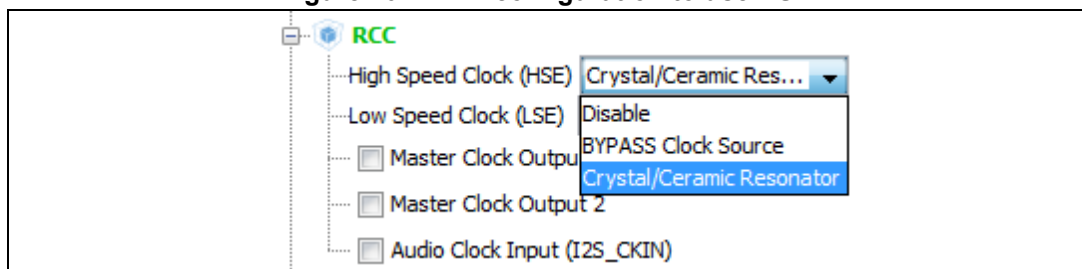 RCC
High Speed Clock (HSE) Crystal/Ceramic Res...
Low Speed Clock (LSE) Disable
BYPASS Clock Source
Master Clock Outpu
Crystal/Ceramic Resonator
Master Clock Output 2
Audio Clock Input (I2S_CKIN)